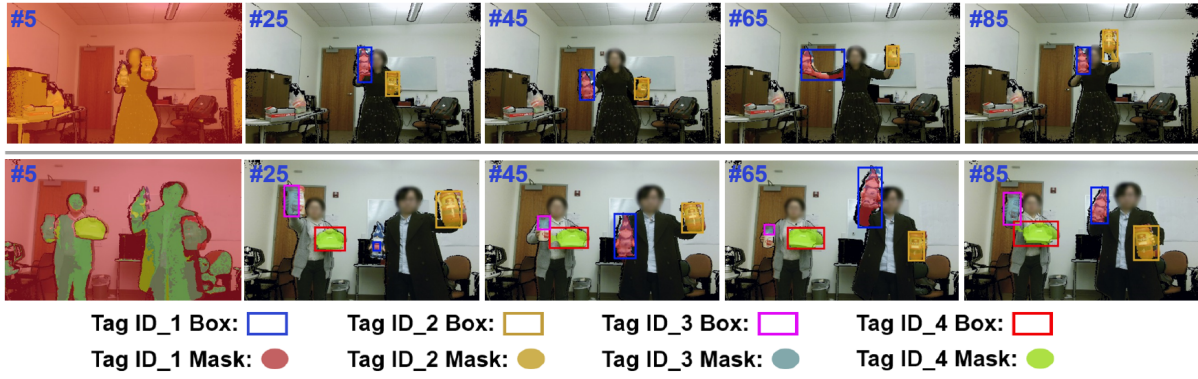 #5 #25 #45 #65 #85
#5 #25 #45 #65 #85
Tag ID_1 Box: Tag ID_2 Box: Tag ID_3 Box: Tag ID_4 Box:
Tag ID_1 Mask: Tag ID_2 Mask: Tag ID_3 Mask: Tag ID_4 Mask: